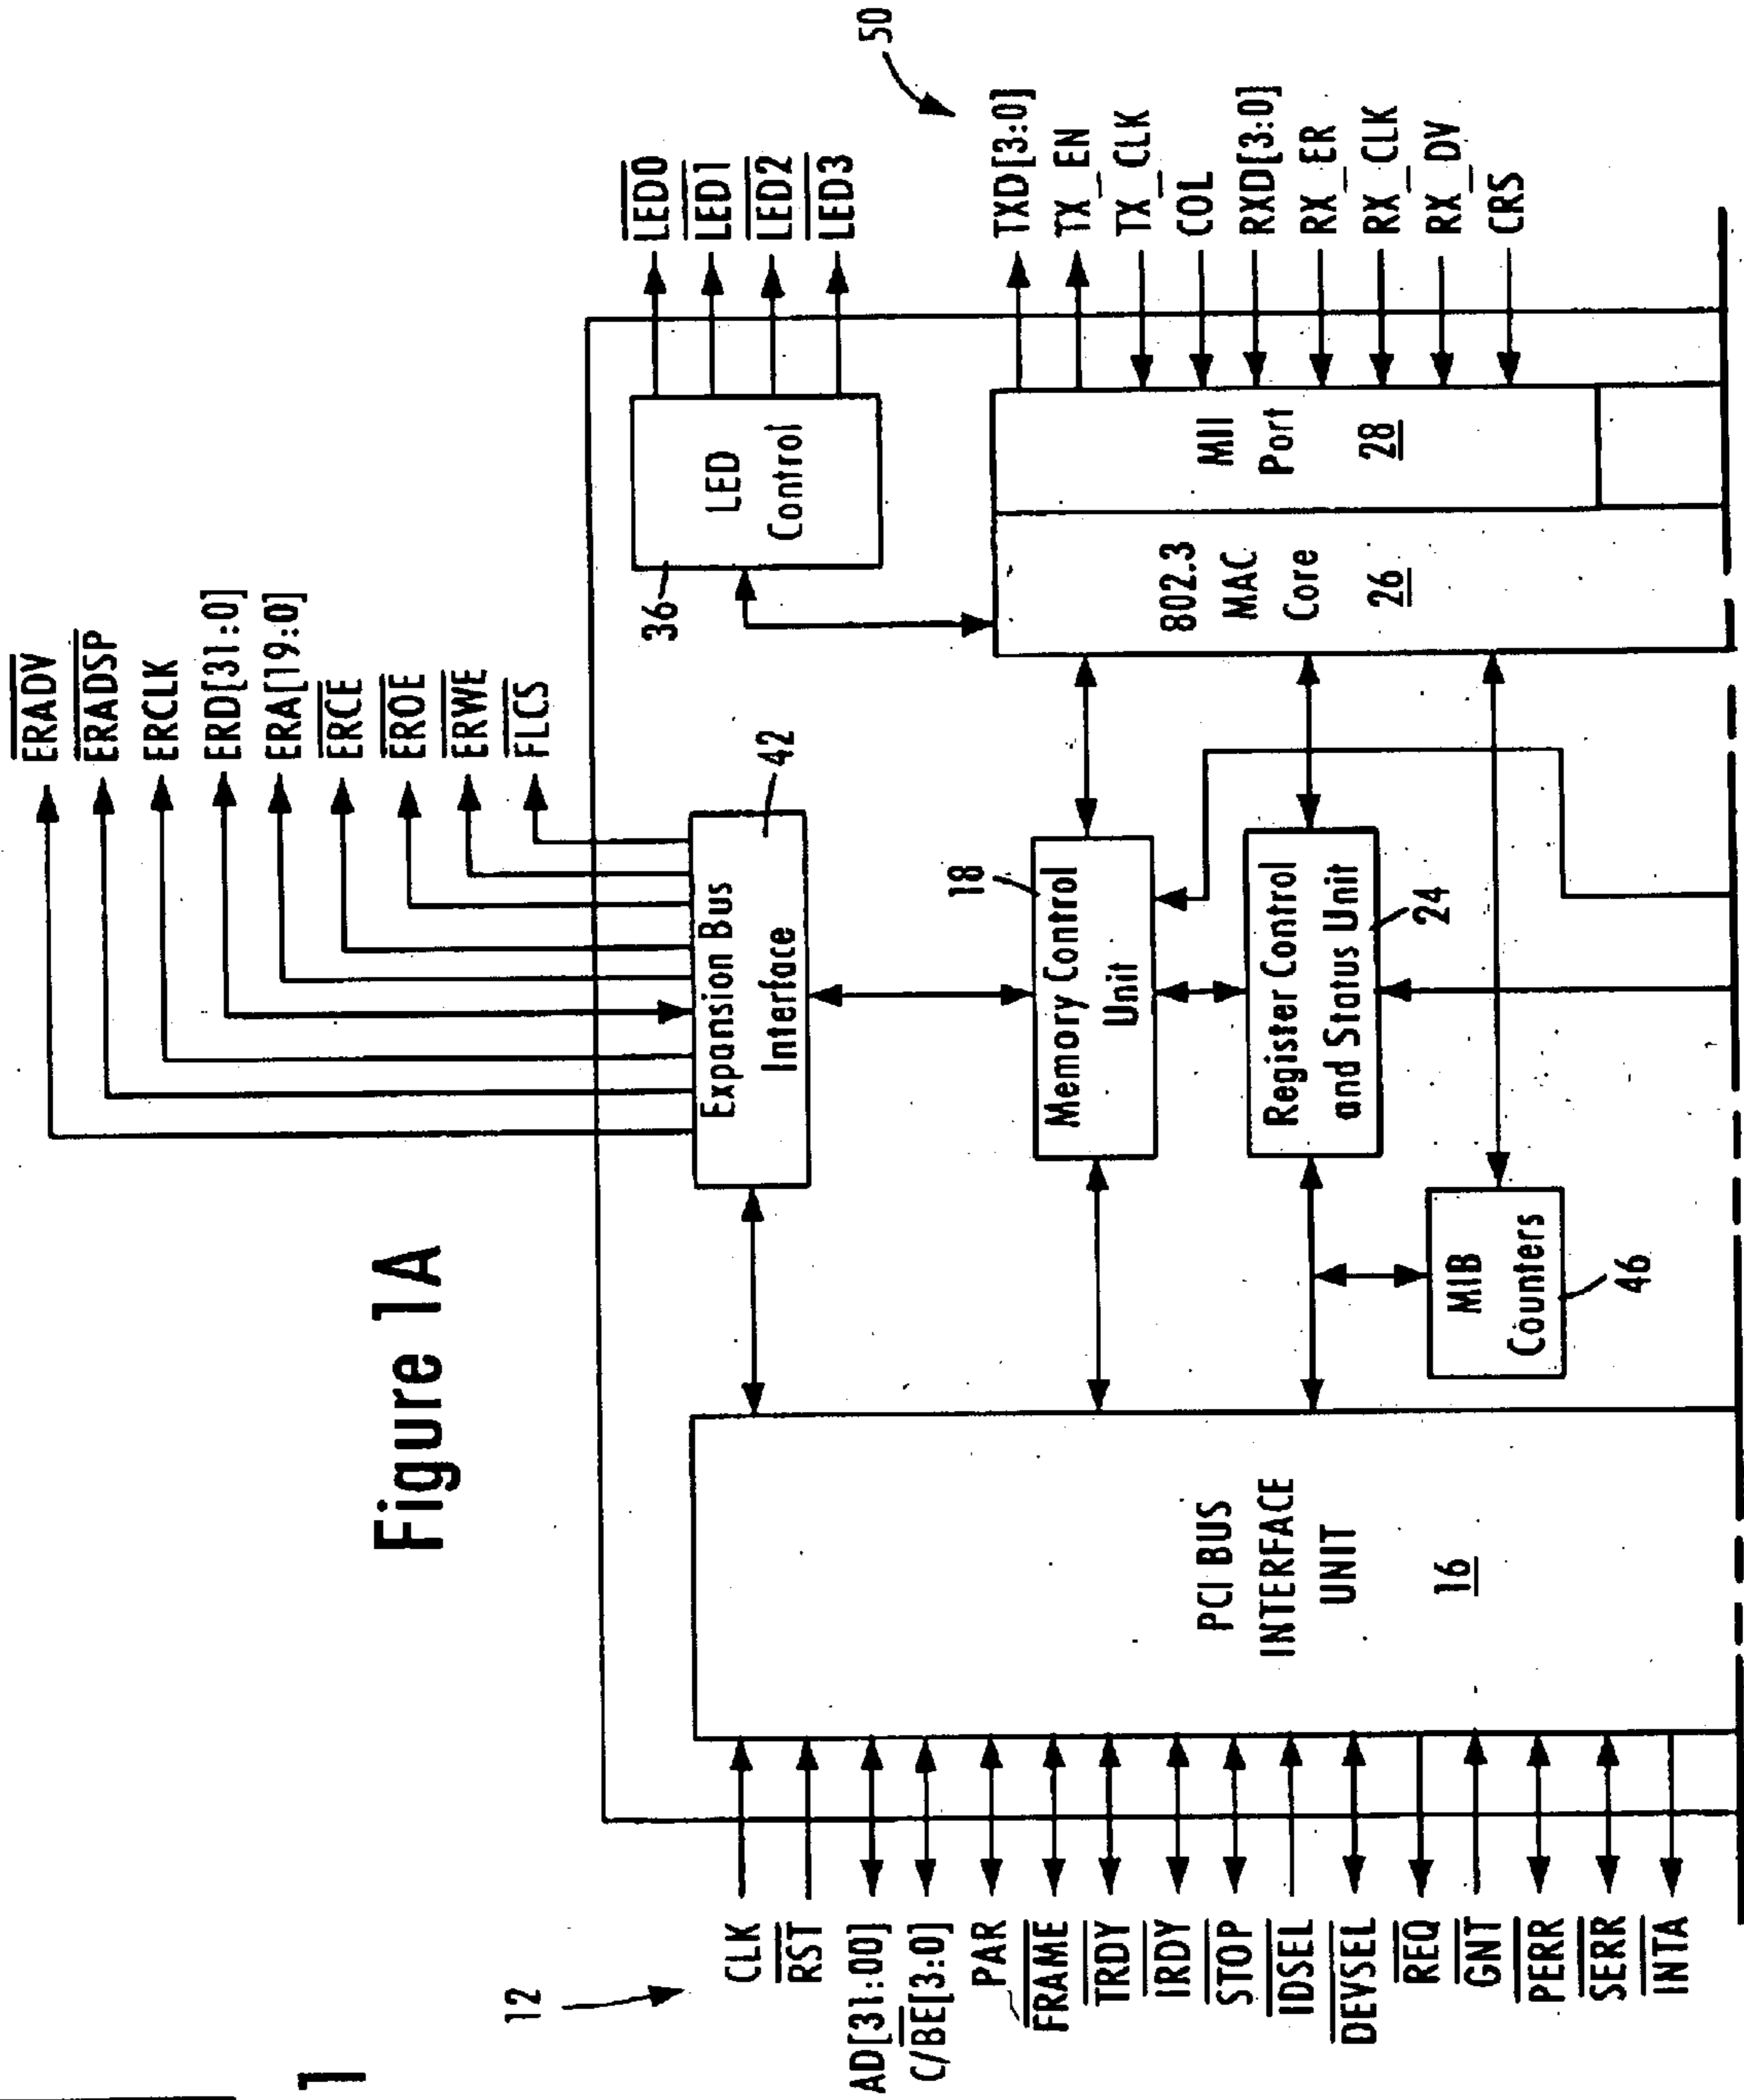 Figure 1A
1
ERADV
ERADSP
ERCLK
ERD[31:0]
ERA[19:0]
ERCE
EROE
ERWE
FLCS
LED0
LED1
LED2
LED3
50
TXD[3:0]
TX_EN
TX_CLK
COL
RXD[3:0]
RX_ER
RX_CLK
RX_DV
CRS
12
CLK
RST
AD[31:00]
C/BE[3:0]
PAR
FRAME
TRDY
IRDY
STOP
IDSEL
DEVSEL
REQ
GNT
PERR
SERR
INTA
PCI BUS
INTERFACE
UNIT
16
Expansion Bus
Interface
42
18
Memory Control
Unit
Register Control
and Status Unit
24
MIB
Counters
46
36
LED
Control
802.3
MAC
Core
26
MII
Port
28